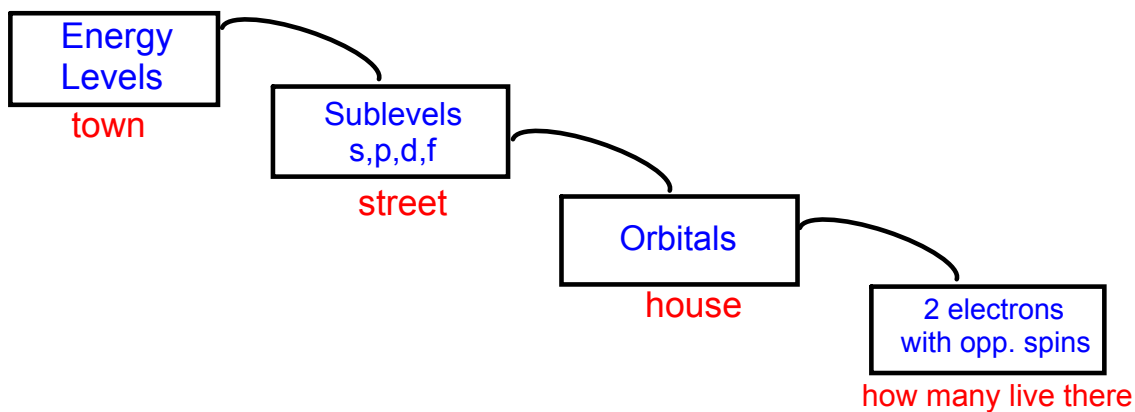 Energy
Levels
town
Sublevels
s,p,d,f
street
Orbitals
house
2 electrons
with opp. spins
how many live there